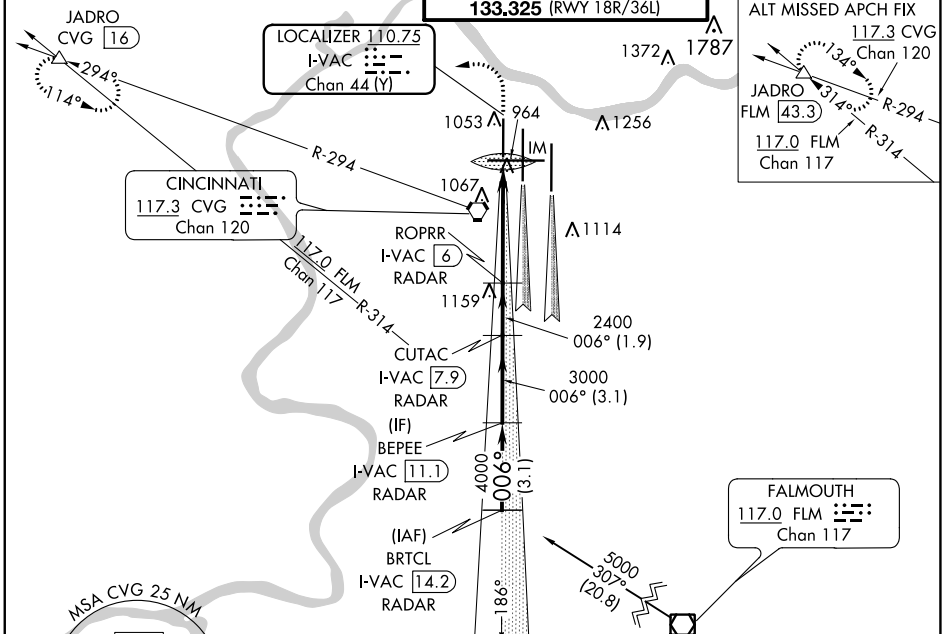 133.325 (RWY 18R/36L)
JADRO
CVG 16
294°
114°
LOCALIZER 110.75
I-VAC
Chan 44 (Y)
1372
1787
ALT MISSED APCH FIX
117.3 CVG
Chan 120
134°
314°
JADRO
FLM 43.3
R-294
R-314
117.0 FLM
Chan 117
1053
964
1256
IM
R-294
CINCINNATI
117.3 CVG
Chan 120
1067
1114
ROPRR
I-VAC 6
RADAR
1159
117.0 FLM
Chan 117
R-314
2400
006° (1.9)
CUTAC
I-VAC 7.9
RADAR
3000
006° (3.1)
(IF)
BEPEE
I-VAC 11.1
RADAR
4000
006°
(3.1)
(IAF)
BRTCL
I-VAC 14.2
RADAR
186°
FALMOUTH
117.0 FLM
Chan 117
5000
307°
(20.8)
MSA CVG 25 NM